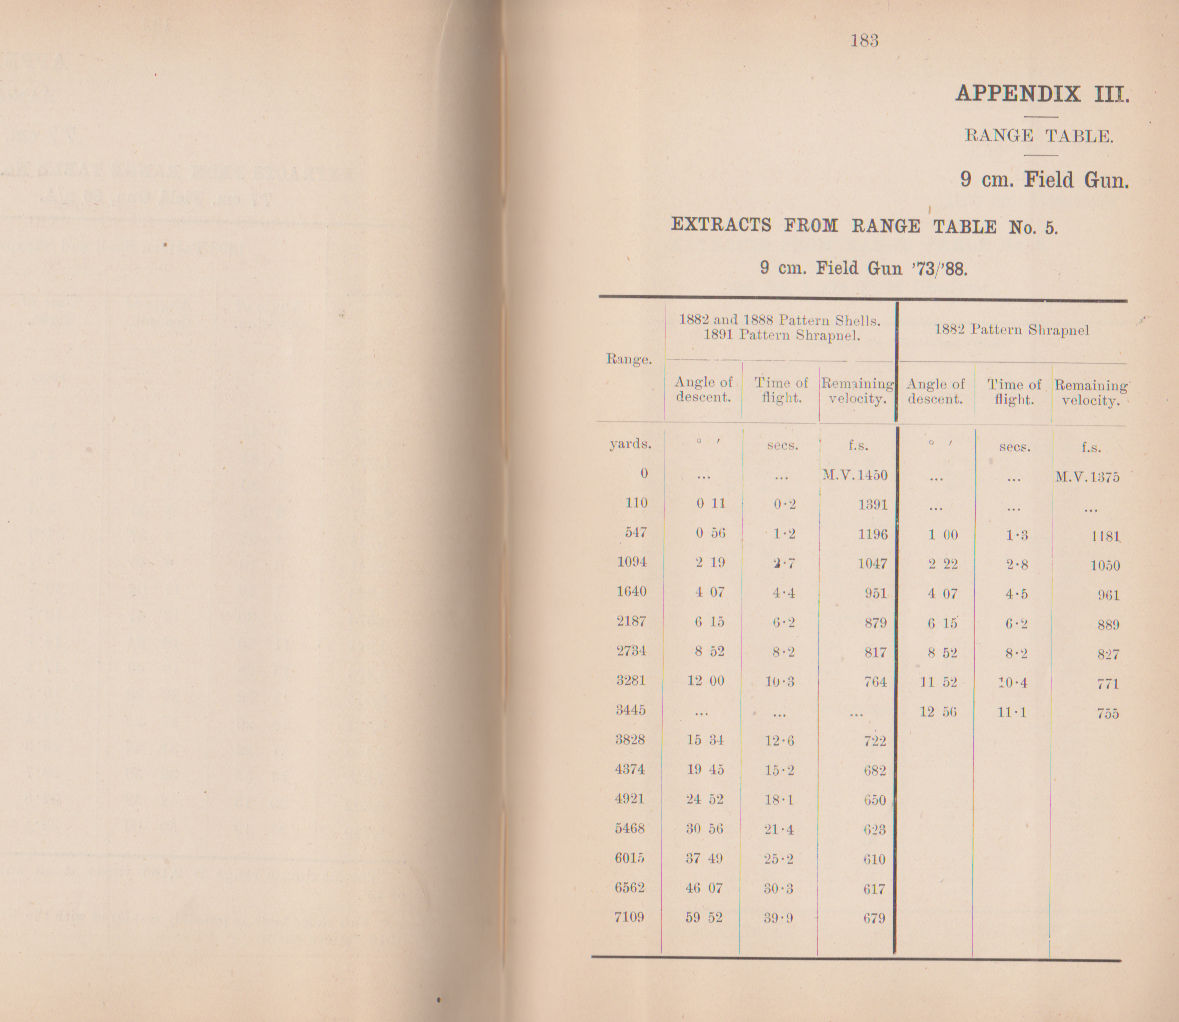 183
APPENDIX III.
RANGE TABLE.
9 cm. Field Gun.
EXTRACTS FROM RANGE TABLE No. 5.
9 cm. Field Gun '73/'88.
Range. 1882 and 1888 Pattern Shells. 1882 Pattern Shrapnel
1891 Pattern Shrapnel.
Angle of descent. Time of flight. Remaining velocity. Angle of descent. Time of flight. Remaining velocity.
yards. ° ′ secs. f.s. ° ′ secs. f.s.
0 ... ... M.V. 1450 ... ... M.V. 1375
110 0 11 0·2 1391 ... ... ...
547 0 56 1·2 1196 1 00 1·3 1181
1094 2 19 2·7 1047 2 22 2·8 1050
1640 4 07 4·4 951 4 07 4·5 961
2187 6 15 6·2 879 6 15 6·2 889
2734 8 52 8·2 817 8 52 8·2 827
3281 12 00 10·3 764 11 52 10·4 771
3445 ... ... ... 12 56 11·1 755
3828 15 34 12·6 722
4374 19 45 15·2 682
4921 24 52 18·1 650
5468 30 56 21·4 623
6015 37 49 25·2 610
6562 46 07 30·3 617
7109 59 52 39·9 679